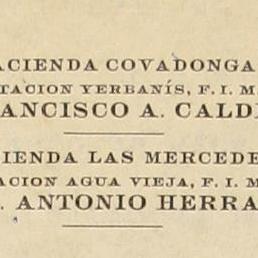 ACIENDA COVADONGA
TACION YERBANÍS, F. I. M
ANCISCO A. CALD
IENDA LAS MERCEDE
ACION AGUA VIEJA, F. I. M
. ANTONIO HERRA